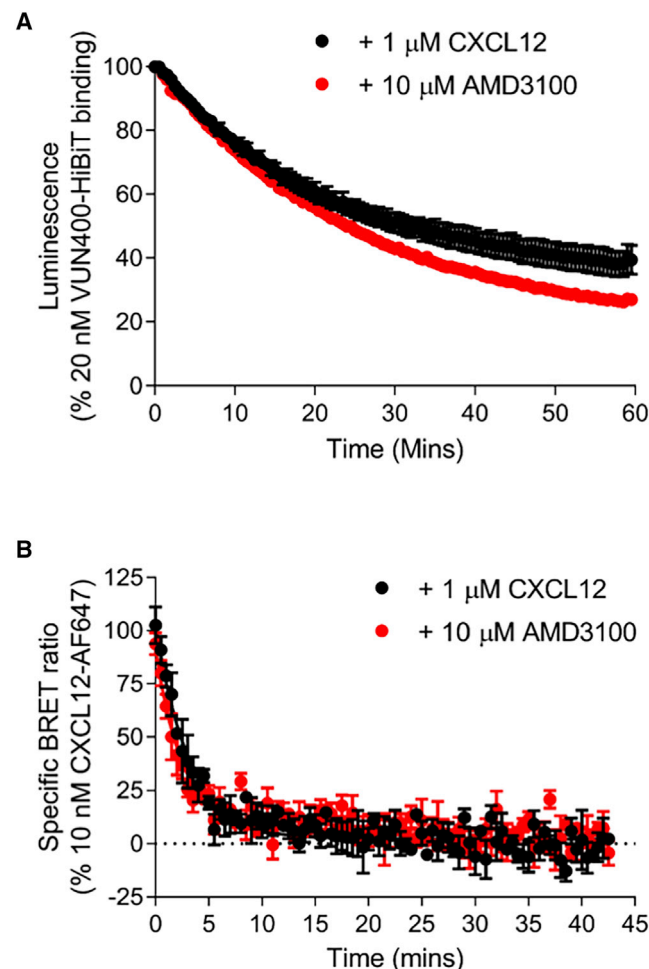 A
+ 1 μM CXCL12
+ 10 μM AMD3100
Luminescence
(% 20 nM VUN400-HiBiT binding)
100
80
60
40
20
0
0 10 20 30 40 50 60
Time (Mins)
B
+ 1 μM CXCL12
+ 10 μM AMD3100
Specific BRET ratio
(% 10 nM CXCL12-AF647)
125
100
75
50
25
0
-25
0 5 10 15 20 25 30 35 40 45
Time (mins)